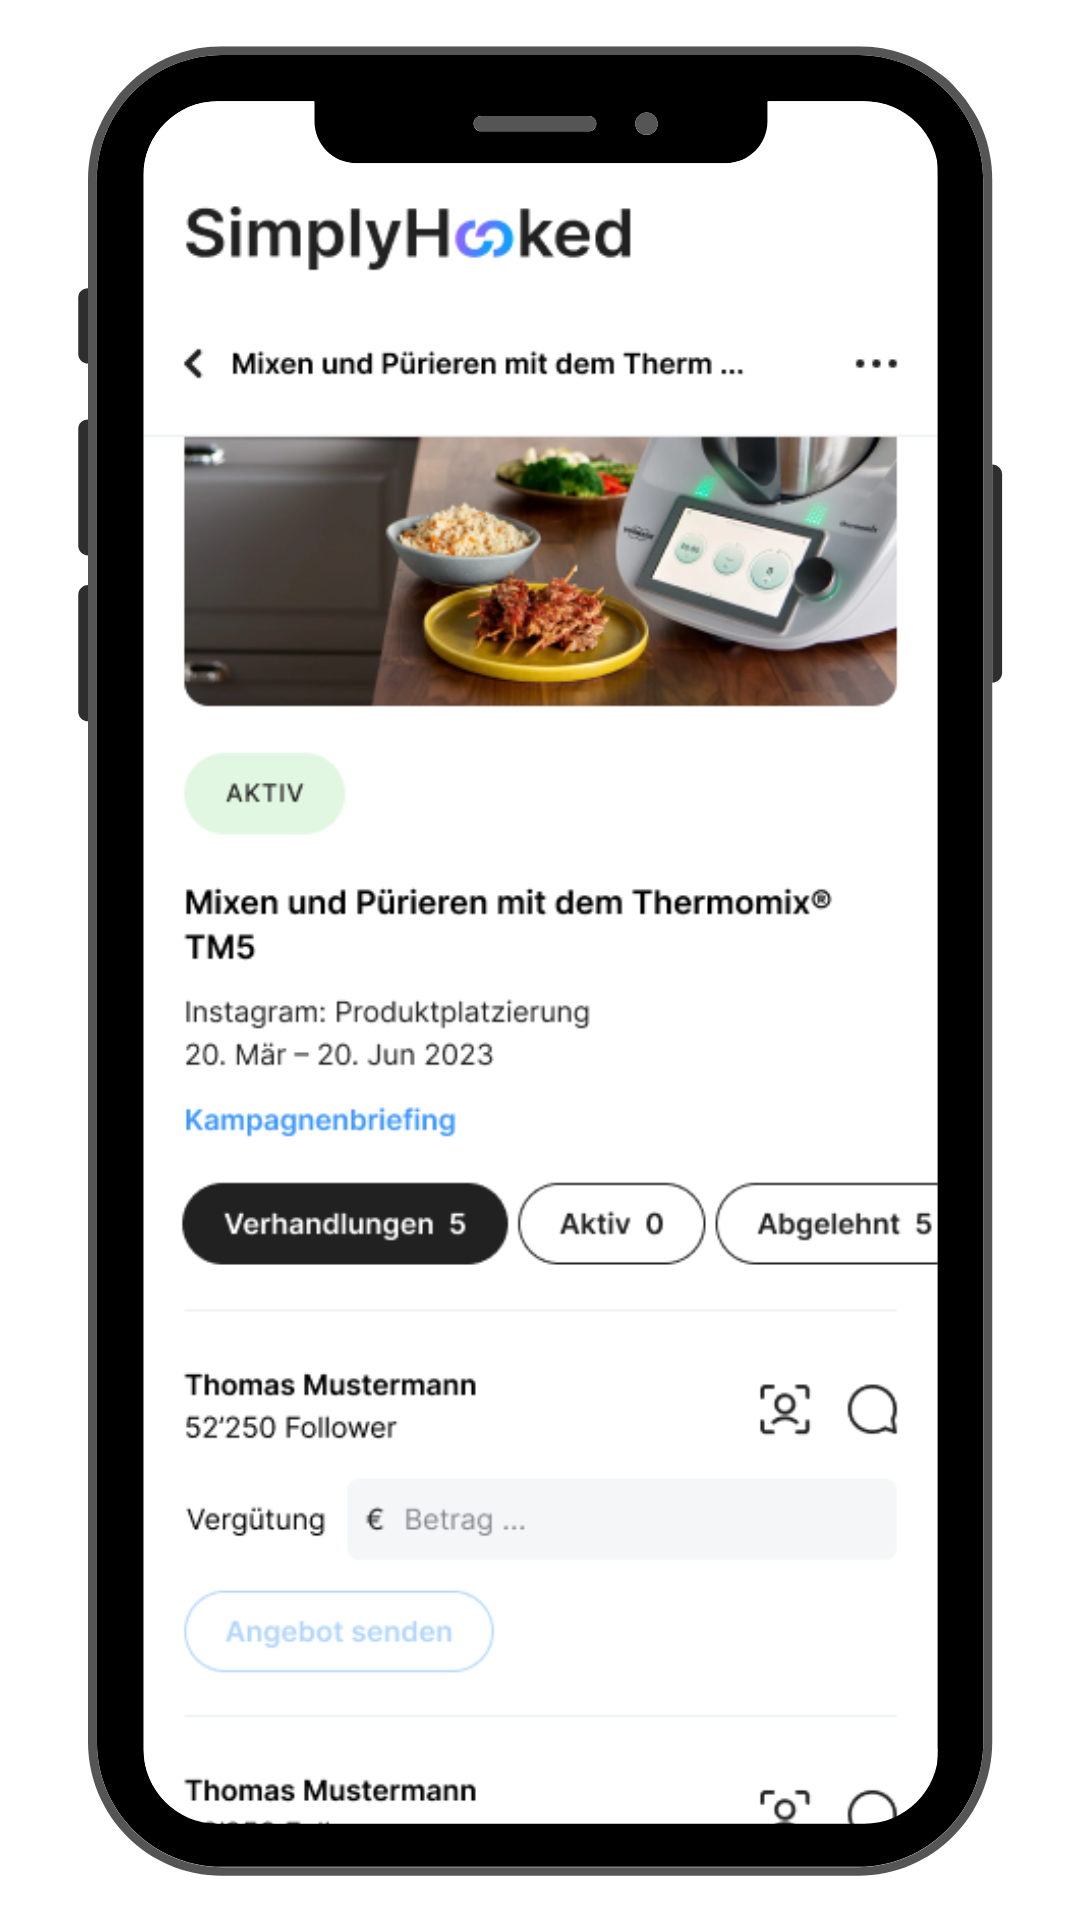 SimplyHooked
Mixen und Pürieren mit dem Therm ...
thermomix
AKTIV
Mixen und Pürieren mit dem Thermomix®
TM5
Instagram: Produktplatzierung
20. Mär – 20. Jun 2023
Kampagnenbriefing
Verhandlungen 5 Aktiv 0 Abgelehnt 5
Thomas Mustermann
52’250 Follower
Vergütung € Betrag ...
Angebot senden
Thomas Mustermann